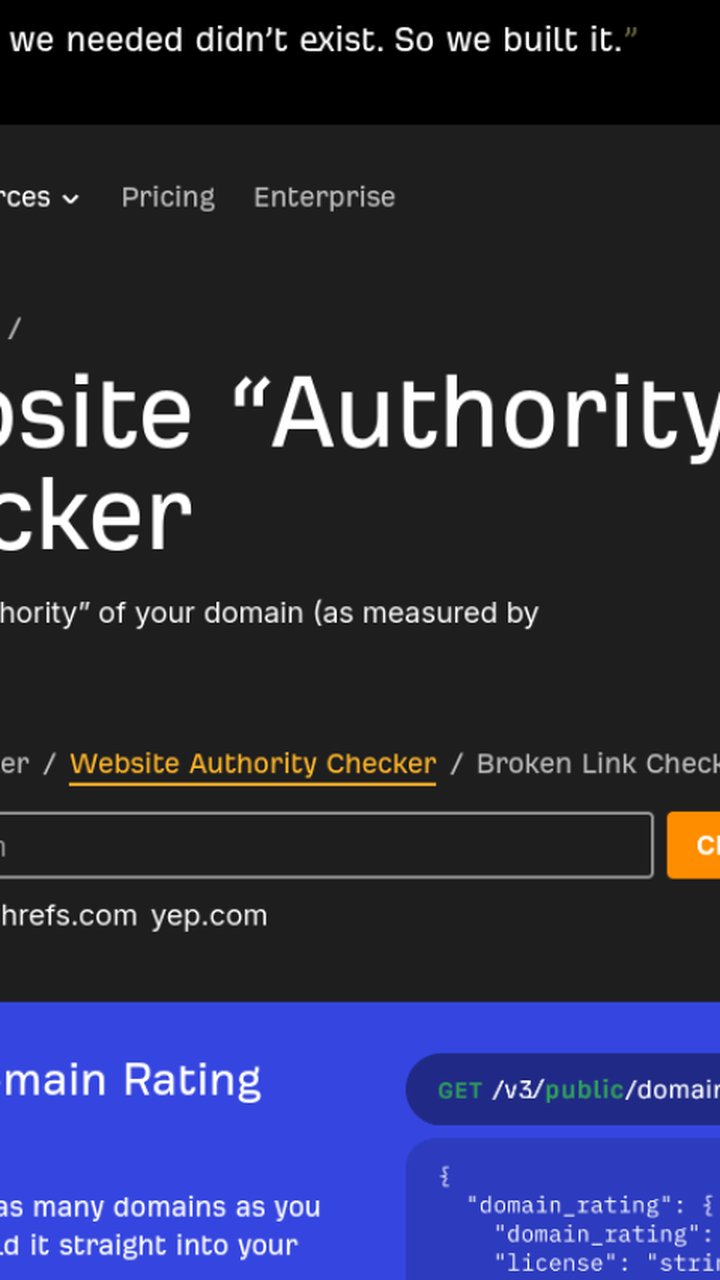 we needed didn’t exist. So we built it.”
rces Pricing Enterprise
/
osite “Authority
cker
hority” of your domain (as measured by
er / Website Authority Checker / Broken Link Check
hrefs.com yep.com
main Rating
GET /v3/public/domain
{
"domain_rating": {
as many domains as you
"domain_rating":
ld it straight into your
"license": "strin